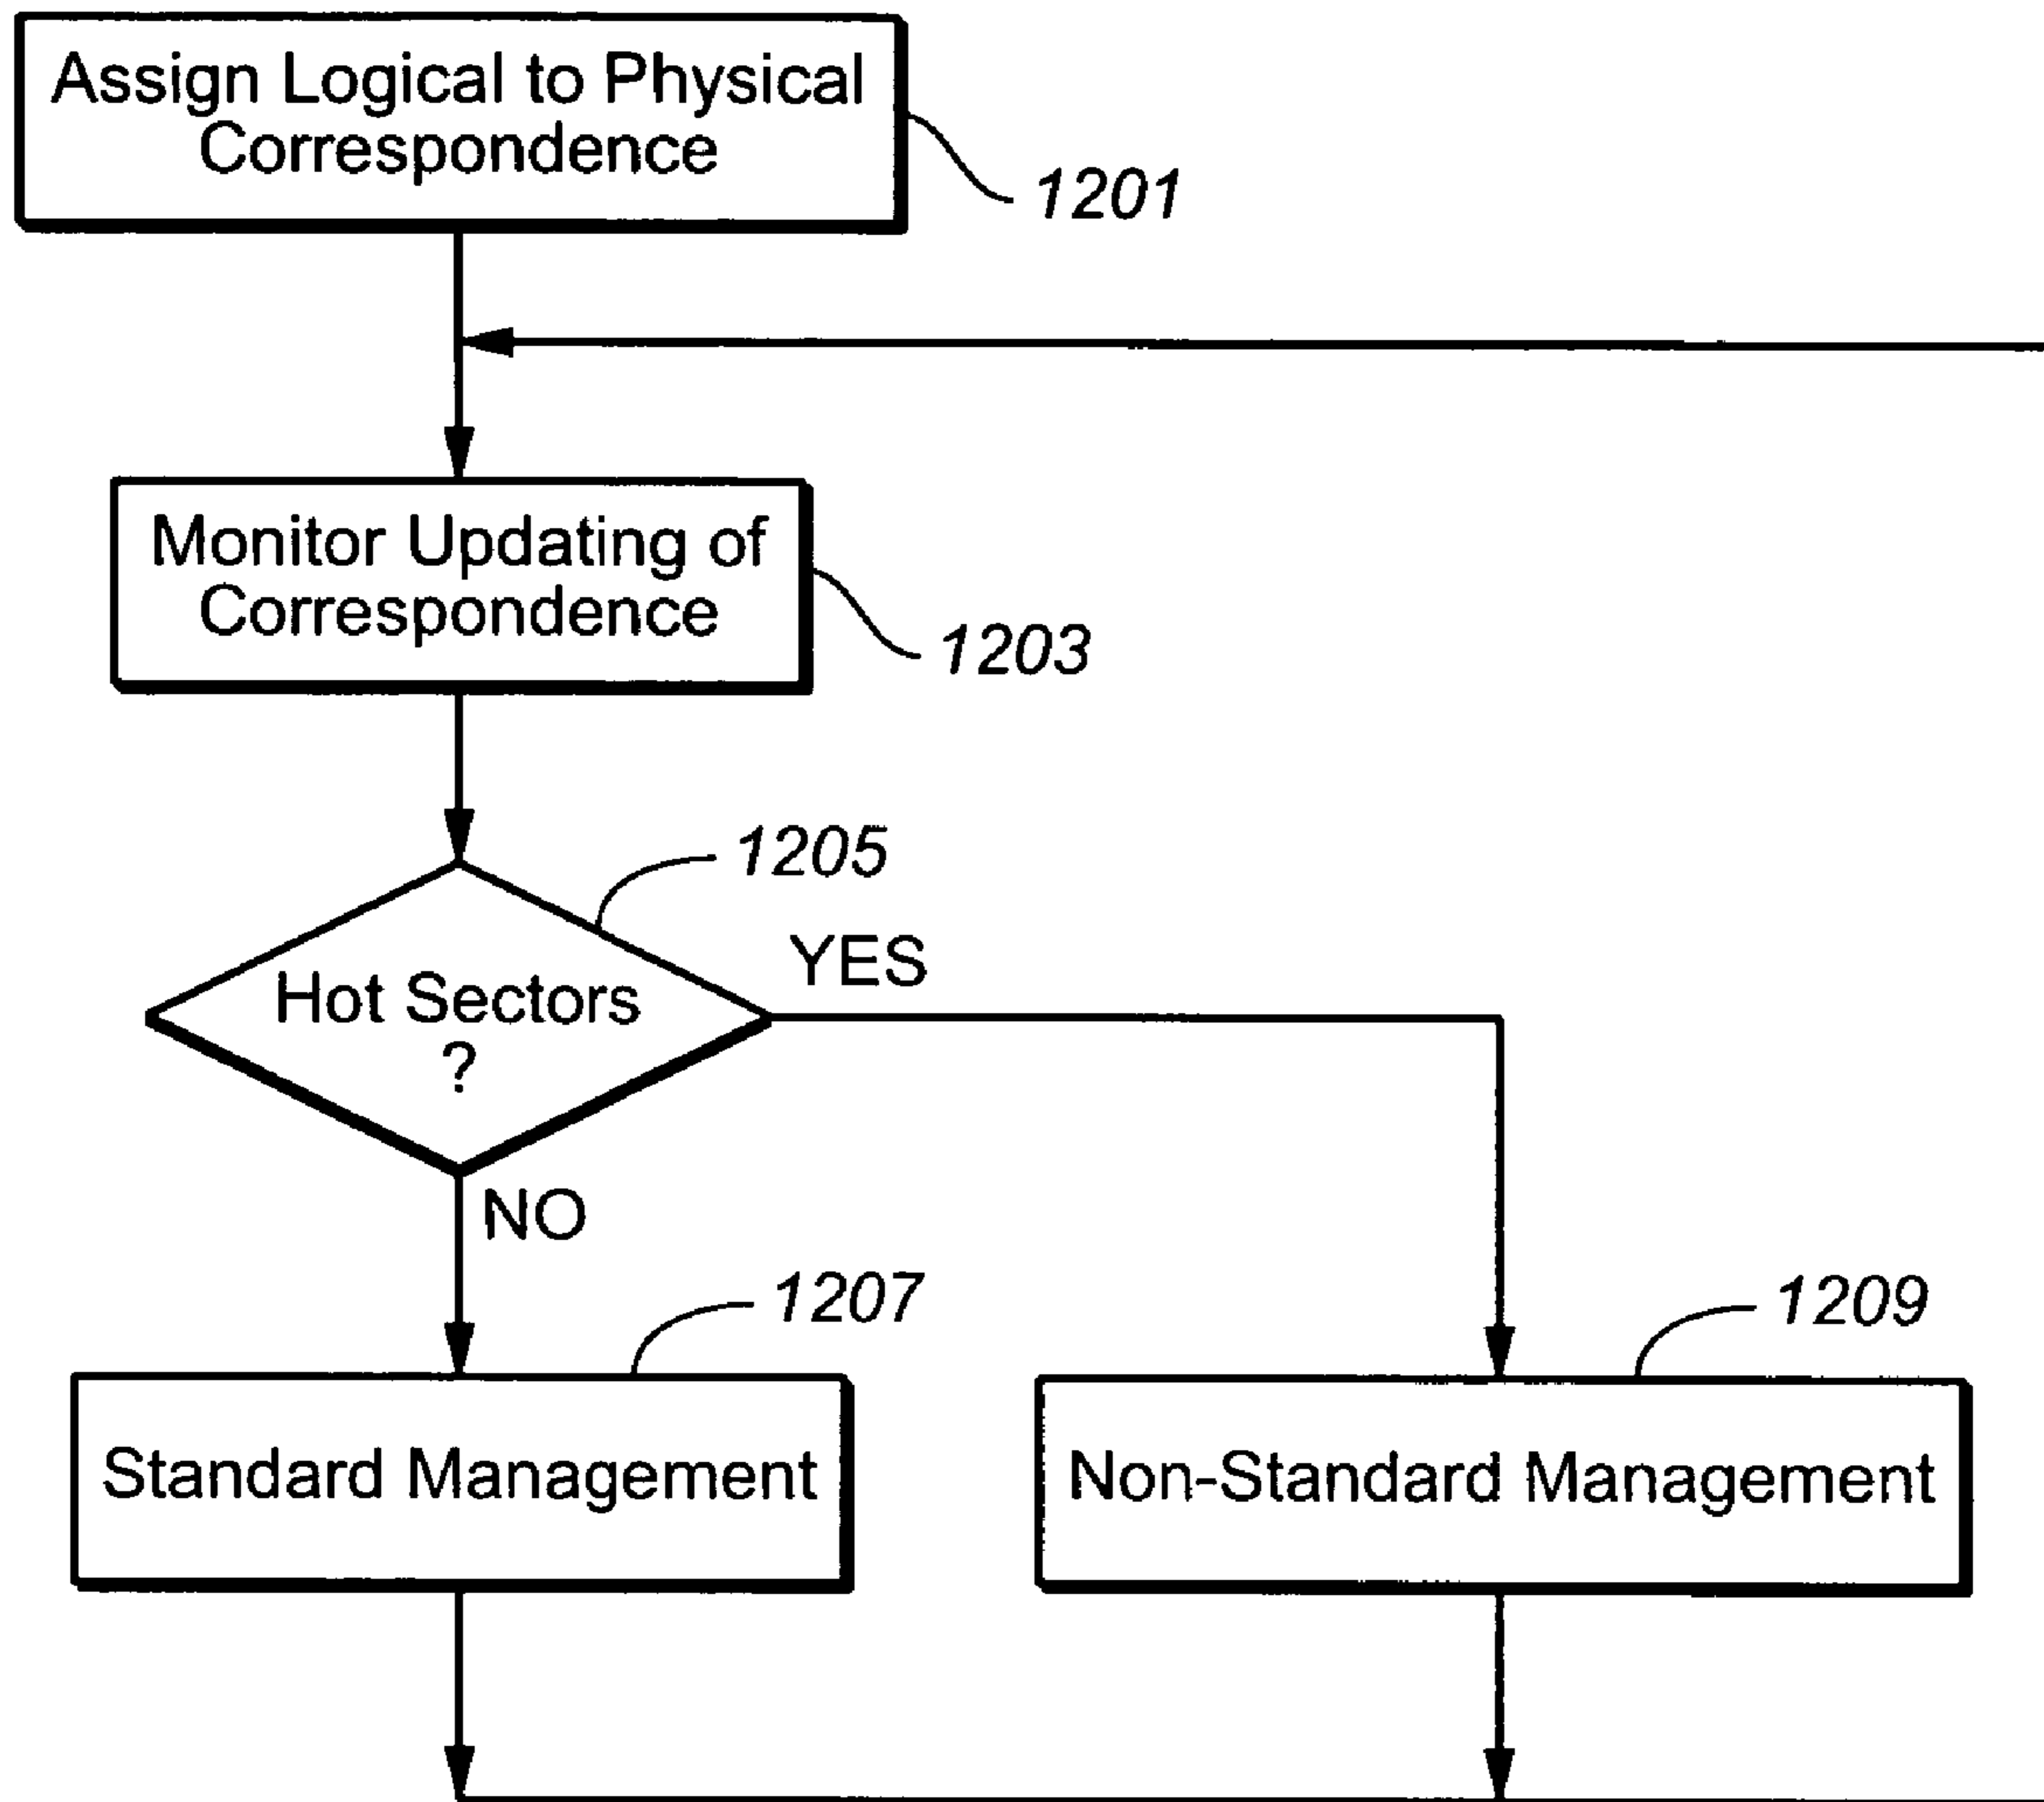 Assign Logical to Physical
Correspondence
1201
Monitor Updating of
Correspondence
1203
1205
YES
Hot Sectors
?
NO
1207
1209
Standard Management
Non-Standard Management